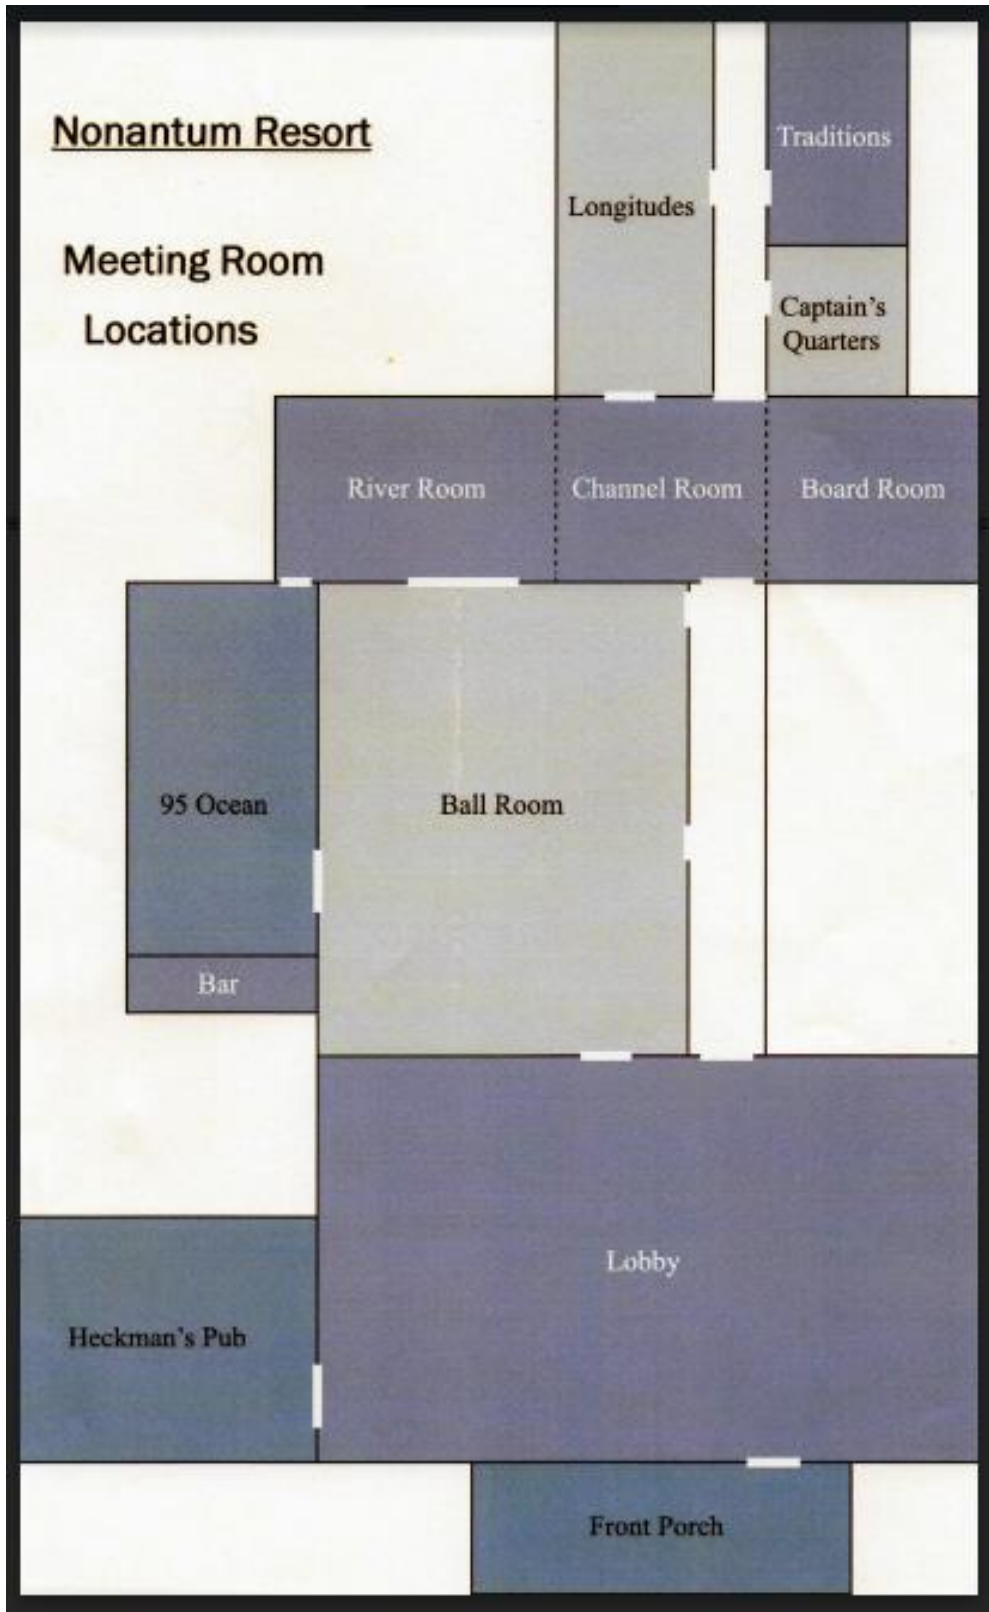 Nonantum Resort
Meeting Room
Locations
Longitudes
Traditions
Captain's
Quarters
River Room
Channel Room
Board Room
95 Ocean
Ball Room
Bar
Lobby
Heckman's Pub
Front Porch